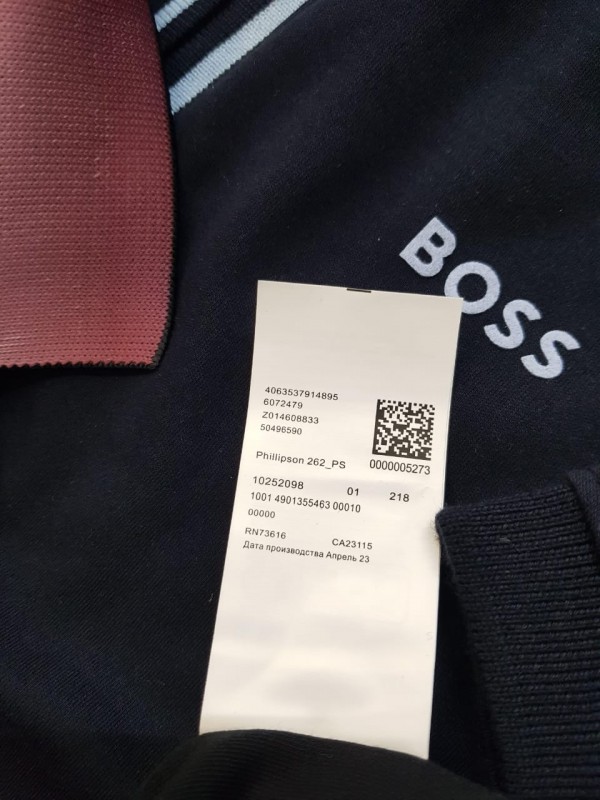 BOSS
4063537914895
6072479
Z014608833
50496590
Phillipson 262_PS 0000005273
10252098 01 218
1001 4901355463 00010
00000
RN73616 CA23115
Дата производства Апрель 23